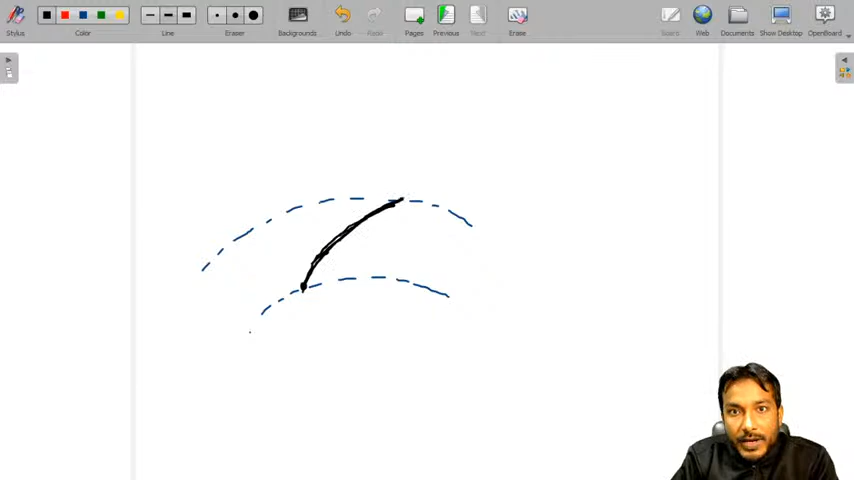 Stylus Color Line Eraser Backgrounds Undo Redo Pages Previous Next Erase Board Web Documents Show Desktop OpenBoard